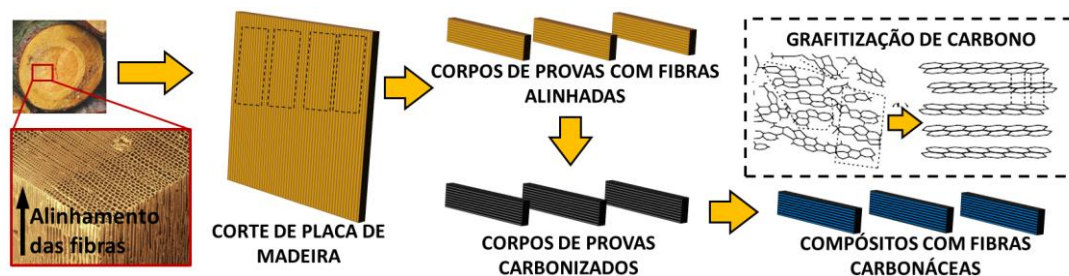 Alinhamento
das fibras
CORTE DE PLACA DE
MADEIRA
CORPOS DE PROVAS COM FIBRAS
ALINHADAS
CORPOS DE PROVAS
CARBONIZADOS
GRAFITIZAÇÃO DE CARBONO
COMPÓSITOS COM FIBRAS
CARBONÁCEAS